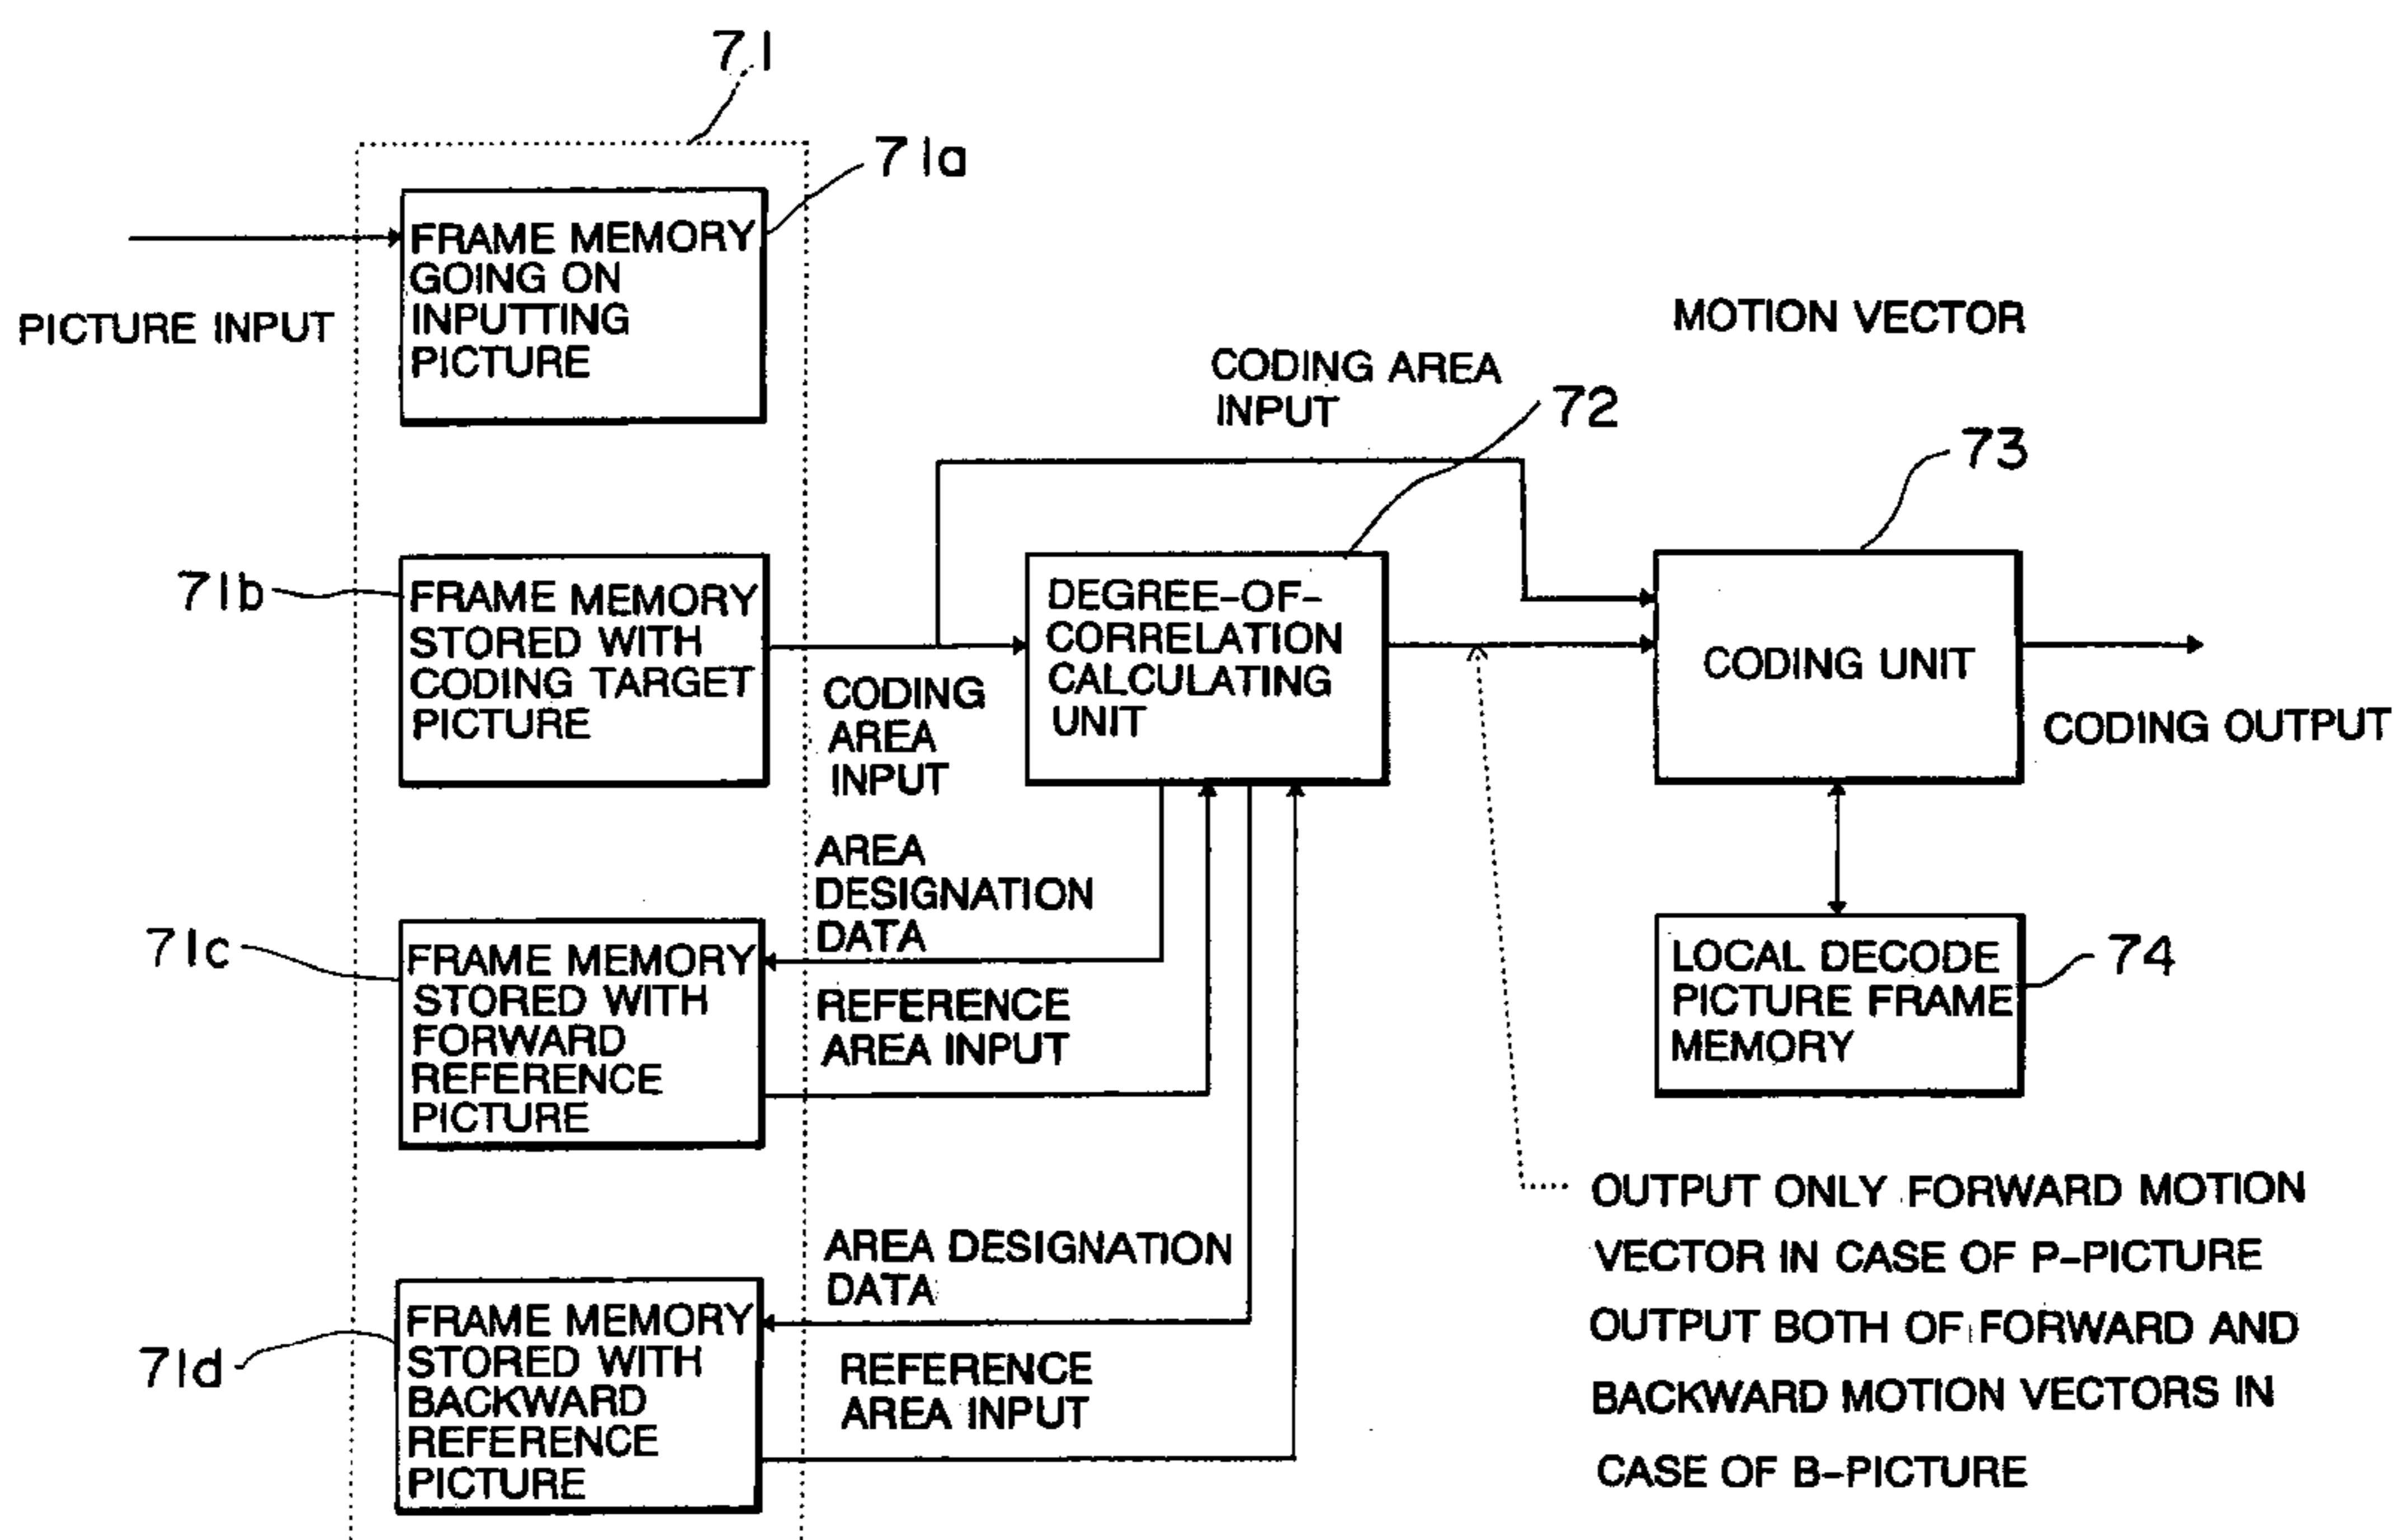 71
71a
FRAME MEMORY
GOING ON
INPUTTING
PICTURE
PICTURE INPUT
MOTION VECTOR
CODING AREA
INPUT
72
73
71b
FRAME MEMORY
STORED WITH
CODING TARGET
PICTURE
CODING
AREA
INPUT
DEGREE-OF-
CORRELATION
CALCULATING
UNIT
CODING UNIT
CODING OUTPUT
AREA
DESIGNATION
DATA
71c
FRAME MEMORY
STORED WITH
FORWARD
REFERENCE
PICTURE
REFERENCE
AREA INPUT
LOCAL DECODE
PICTURE FRAME
MEMORY
74
OUTPUT ONLY FORWARD MOTION
VECTOR IN CASE OF P-PICTURE
OUTPUT BOTH OF FORWARD AND
BACKWARD MOTION VECTORS IN
CASE OF B-PICTURE
AREA DESIGNATION
DATA
71d
FRAME MEMORY
STORED WITH
BACKWARD
REFERENCE
PICTURE
REFERENCE
AREA INPUT